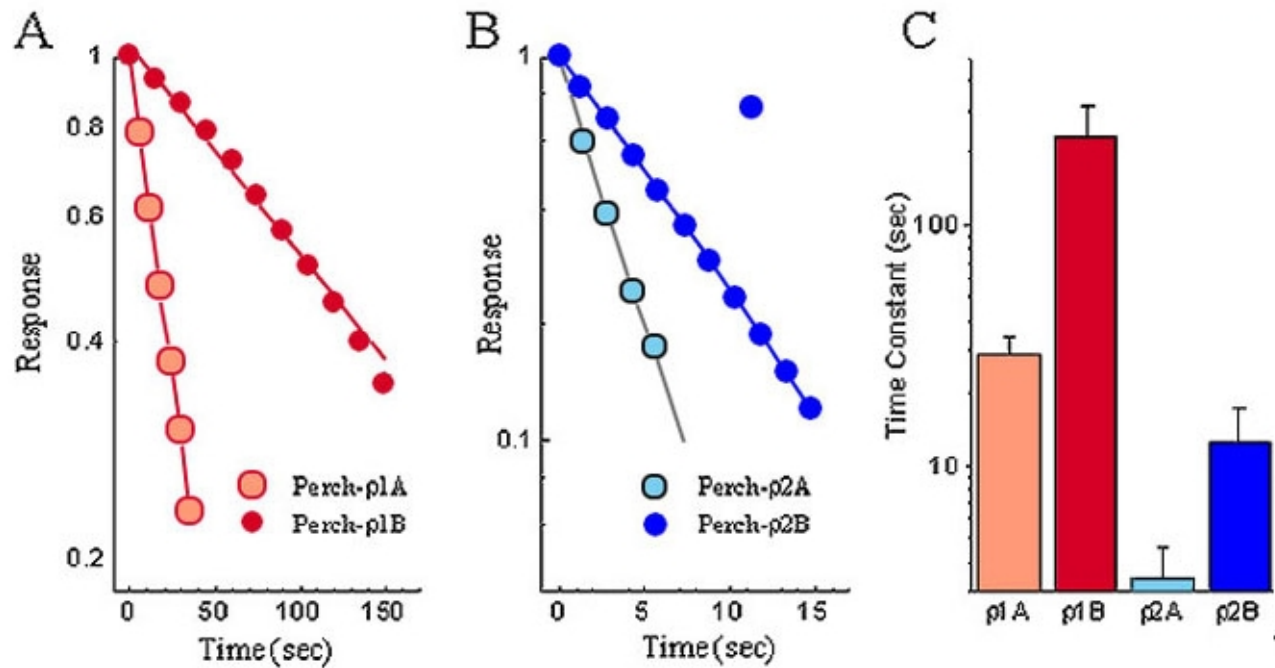 A
Response
1
0.8
0.6
0.4
0.2
0
50
100
150
Time (sec)
Perch-ρ1A
Perch-ρ1B
B
Response
1
0.1
0
5
10
15
Time (sec)
Perch-ρ2A
Perch-ρ2B
C
Time Constant (sec)
100
10
ρ1A
ρ1B
ρ2A
ρ2B